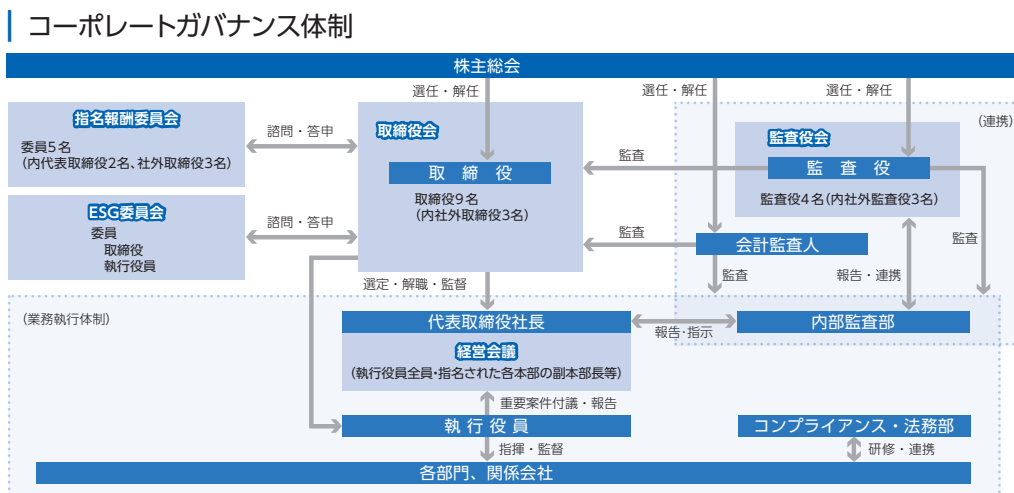 コーポレートガバナンス体制
株主総会
選任・解任
選任・解任
選任・解任
(連携)
指名報酬委員会
委員5名
(内代表取締役2名、社外取締役3名)
諮問・答申
取締役会
取締役
取締役9名
(内社外取締役3名)
監査
監査役会
監査役
監査役4名(内社外監査役3名)
ESG委員会
委員
取締役
執行役員
諮問・答申
監査
会計監査人
監査
報告・連携
監査
選定・解職・監督
(業務執行体制)
代表取締役社長
報告・指示
内部監査部
経営会議
(執行役員全員・指名された各本部の副本部長等)
重要案件付議・報告
執行役員
コンプライアンス・法務部
指揮・監督
研修・連携
各部門、関係会社